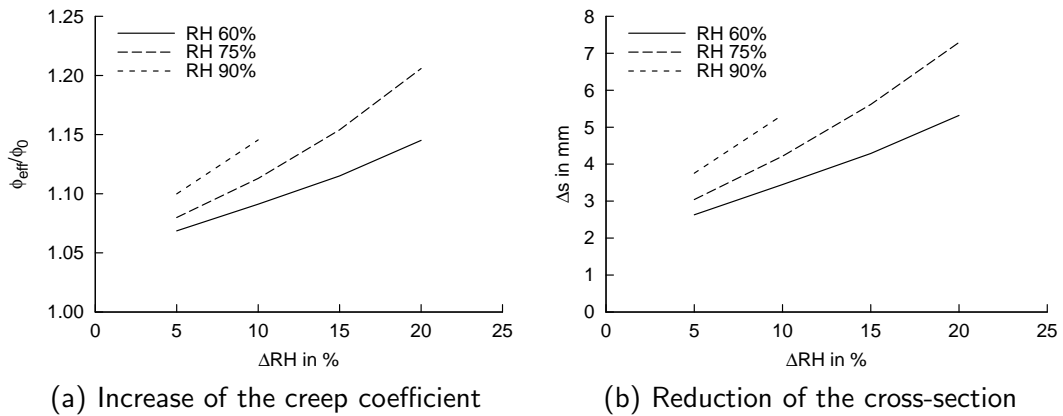 1.25
1.20
1.15
1.10
1.05
1.00
ϕeff/ϕ0
RH 60%
RH 75%
RH 90%
0 5 10 15 20 25
ΔRH in %
(a) Increase of the creep coefficient
8
7
6
5
4
3
2
1
0
Δs in mm
RH 60%
RH 75%
RH 90%
0 5 10 15 20 25
ΔRH in %
(b) Reduction of the cross-section